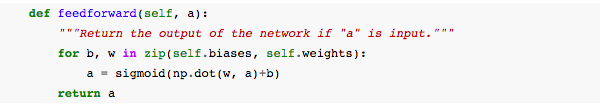 def feedforward(self, a):
    """Return the output of the network if "a" is input."""
    for b, w in zip(self.biases, self.weights):
        a = sigmoid(np.dot(w, a)+b)
    return a